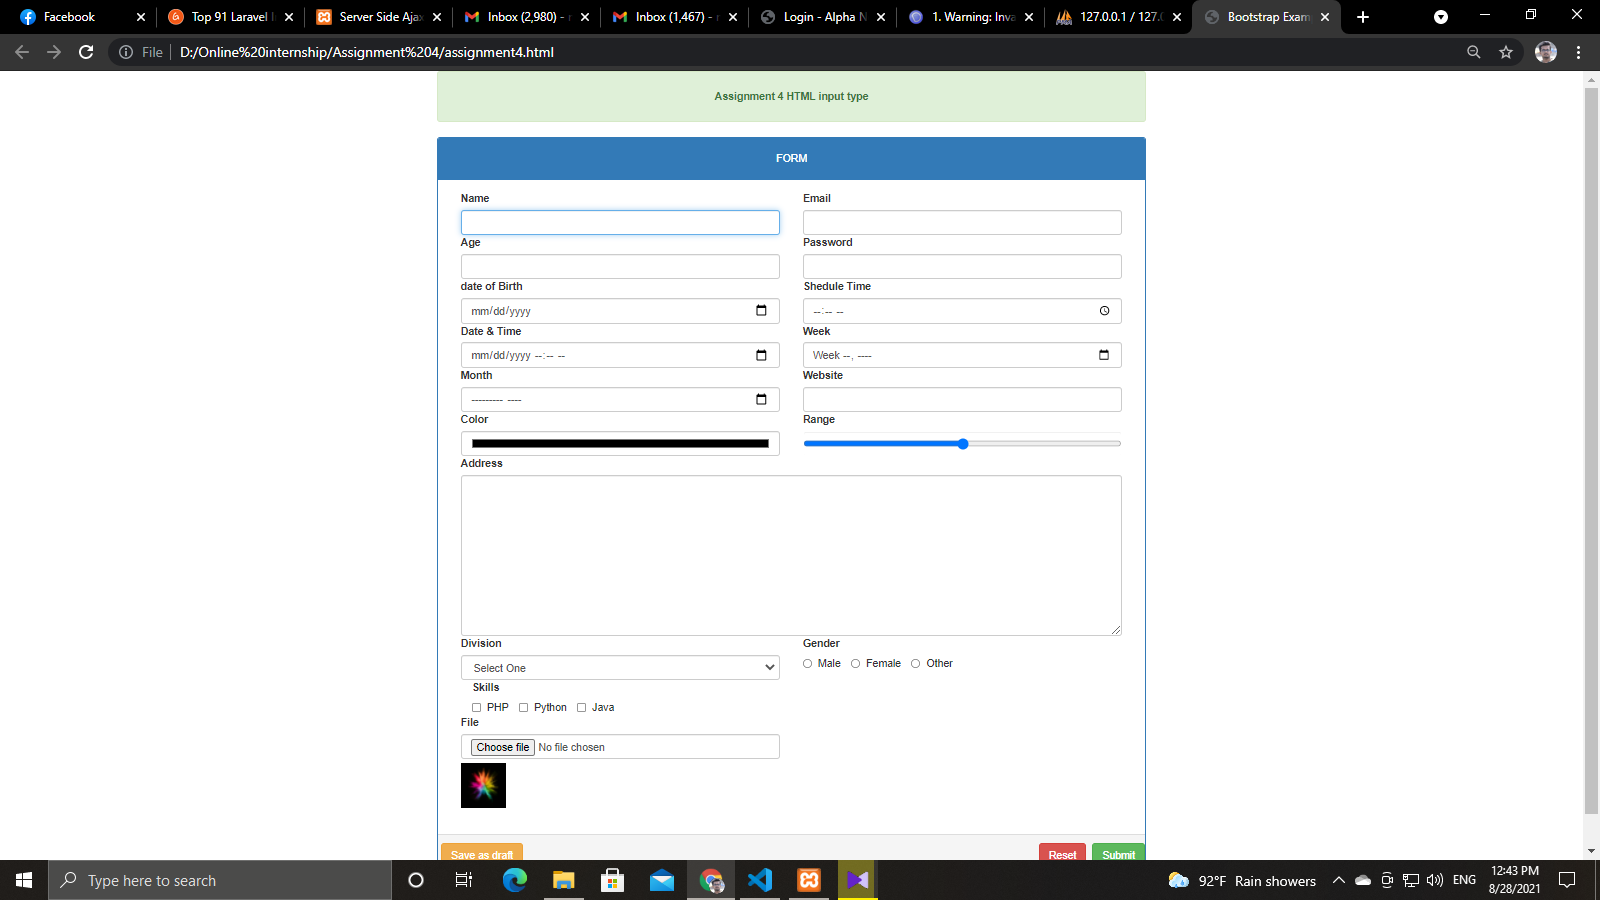 Facebook
Top 91 Laravel I
Server Side Ajax
Inbox (2,980) - r
Inbox (1,467) - r
Login - Alpha N
1. Warning: Inva
127.0.0.1 / 127.0
Bootstrap Exam
File
D:/Online%20internship/Assignment%204/assignment4.html
Assignment 4 HTML input type
FORM
Name
Email
Age
Password
date of Birth
Shedule Time
mm/dd/yyyy
--:-- --
Date & Time
Week
mm/dd/yyyy --:-- --
Week --, ----
Month
Website
--------- ----
Color
Range
Address
Division
Gender
Select One
Male Female Other
Skills
PHP Python Java
File
Choose file No file chosen
Save as draft
Reset
Submit
Type here to search
92°F Rain showers
ENG
12:43 PM
8/28/2021